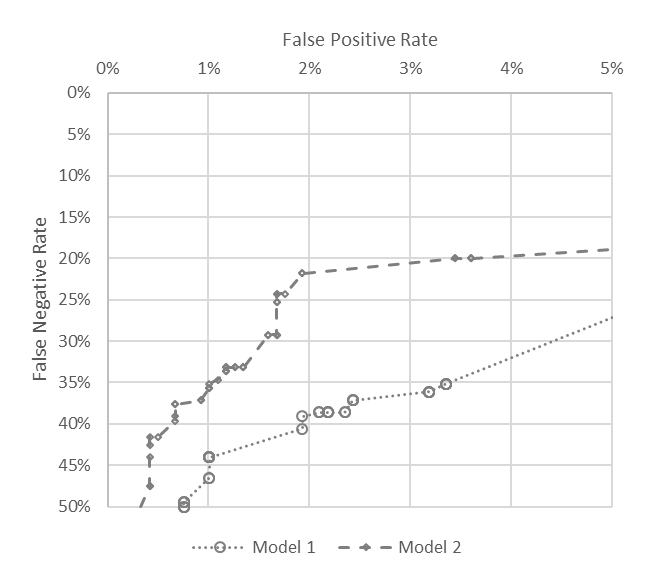 False Positive Rate
0% 1% 2% 3% 4% 5%
0%
5%
10%
15%
20%
25%
30%
35%
40%
45%
50%
False Negative Rate
Model 1 Model 2